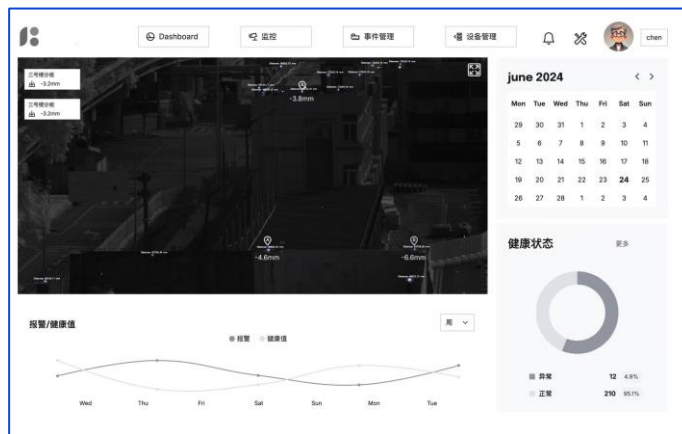 Dashboard
监控
事件管理
设备管理
chen
三号楼沙嘴
-3.2mm
三号楼沙嘴
-3.2mm
-3.8mm
-4.6mm
-6.6mm
june 2024
< >
Mon Tue Wed Thu Fri Sat Sun
29 30 31 1 2 3 4
5 6 7 8 9 10 11
12 13 14 15 16 17 18
19 20 21 22 23 24 25
26 27 28 1 2 3 4
健康状态
更多
异常 12 4.9%
正常 210 95.1%
报警/健康值
周
报警 健康值
Wed Thu Fri Sat Sun Mon Tue